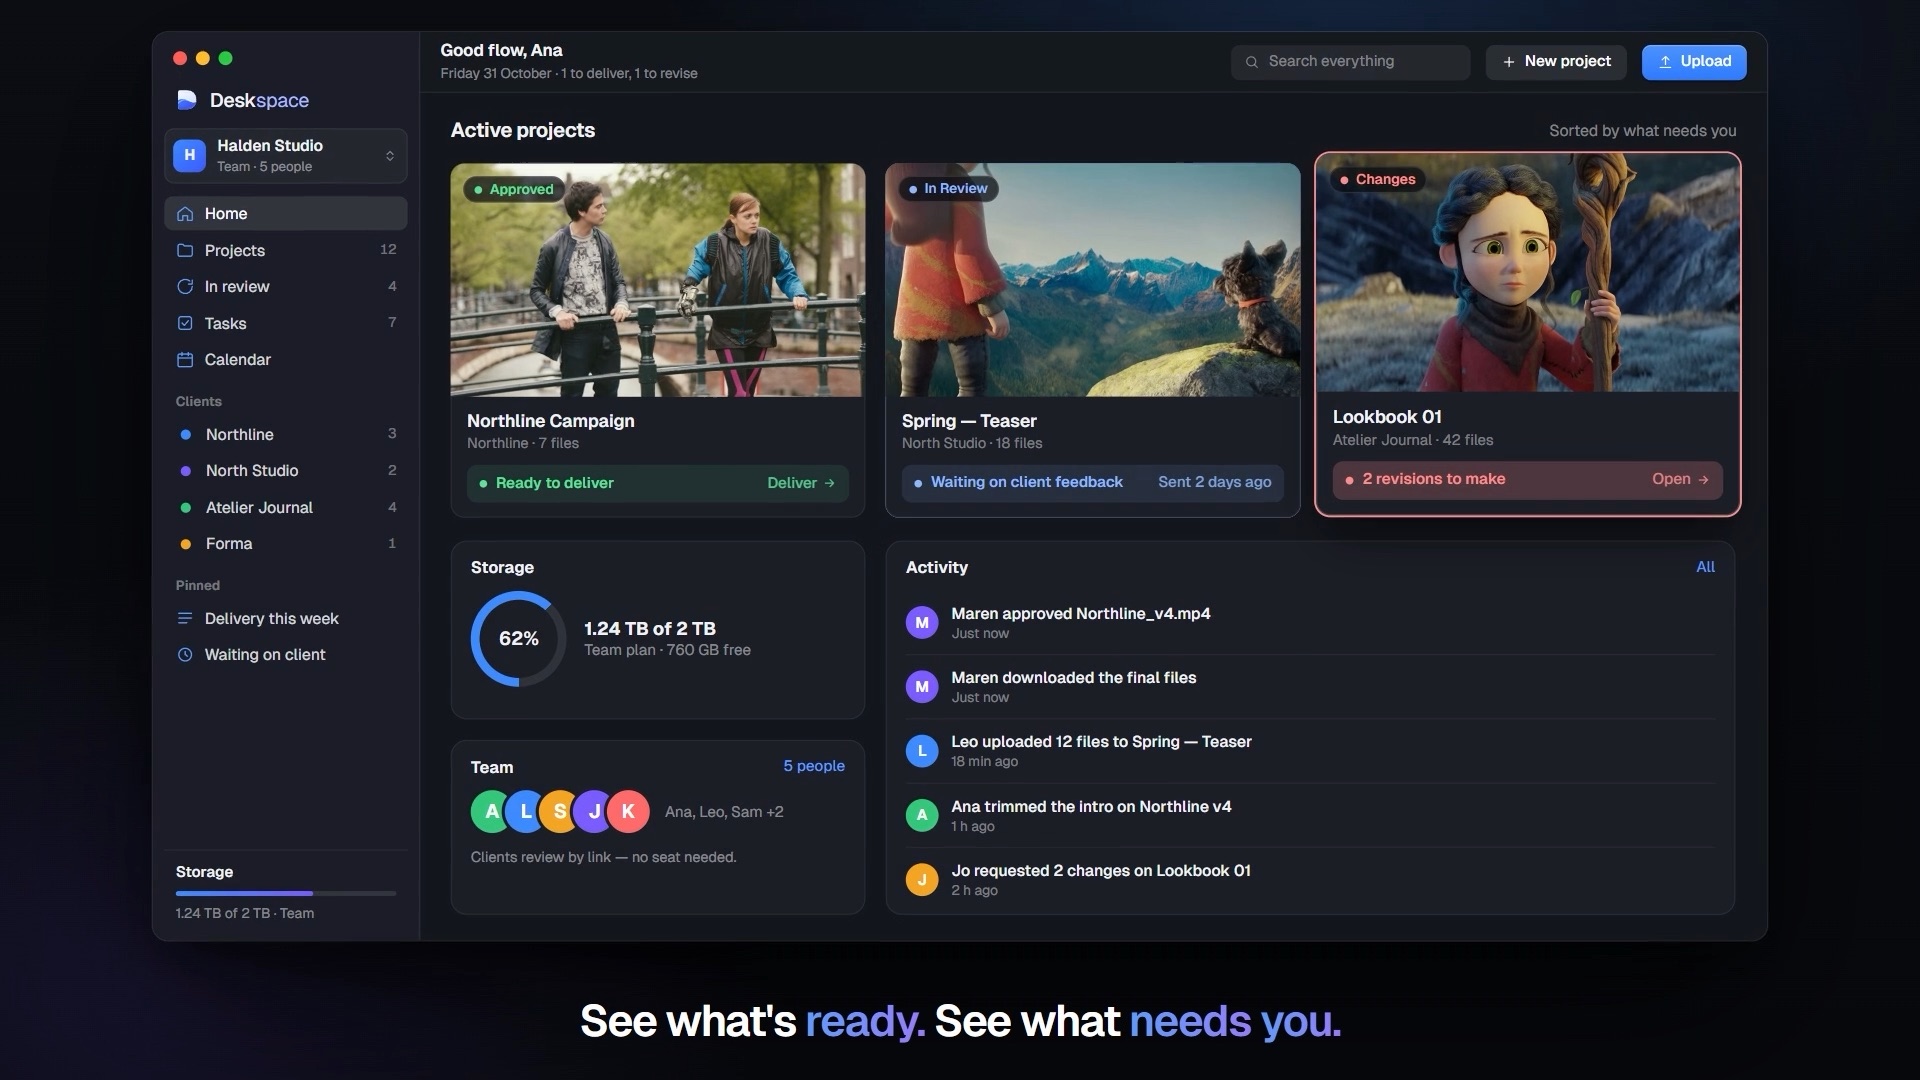 Deskspace
H
Halden Studio
Team · 5 people
Home
Projects 12
In review 4
Tasks 7
Calendar
Clients
Northline 3
North Studio 2
Atelier Journal 4
Forma 1
Pinned
Delivery this week
Waiting on client
Storage
1.24 TB of 2 TB · Team
Good flow, Ana
Friday 31 October · 1 to deliver, 1 to revise
Search everything
New project
Upload
Active projects
Sorted by what needs you
Approved
Northline Campaign
Northline · 7 files
Ready to deliver
Deliver →
In Review
Spring — Teaser
North Studio · 18 files
Waiting on client feedback
Sent 2 days ago
Changes
Lookbook 01
Atelier Journal · 42 files
2 revisions to make
Open →
Storage
62%
1.24 TB of 2 TB
Team plan · 760 GB free
Team
5 people
A L S J K
Ana, Leo, Sam +2
Clients review by link — no seat needed.
Activity
All
M
Maren approved Northline_v4.mp4
Just now
M
Maren downloaded the final files
Just now
L
Leo uploaded 12 files to Spring — Teaser
18 min ago
A
Ana trimmed the intro on Northline v4
1 h ago
J
Jo requested 2 changes on Lookbook 01
2 h ago
See what's ready. See what needs you.